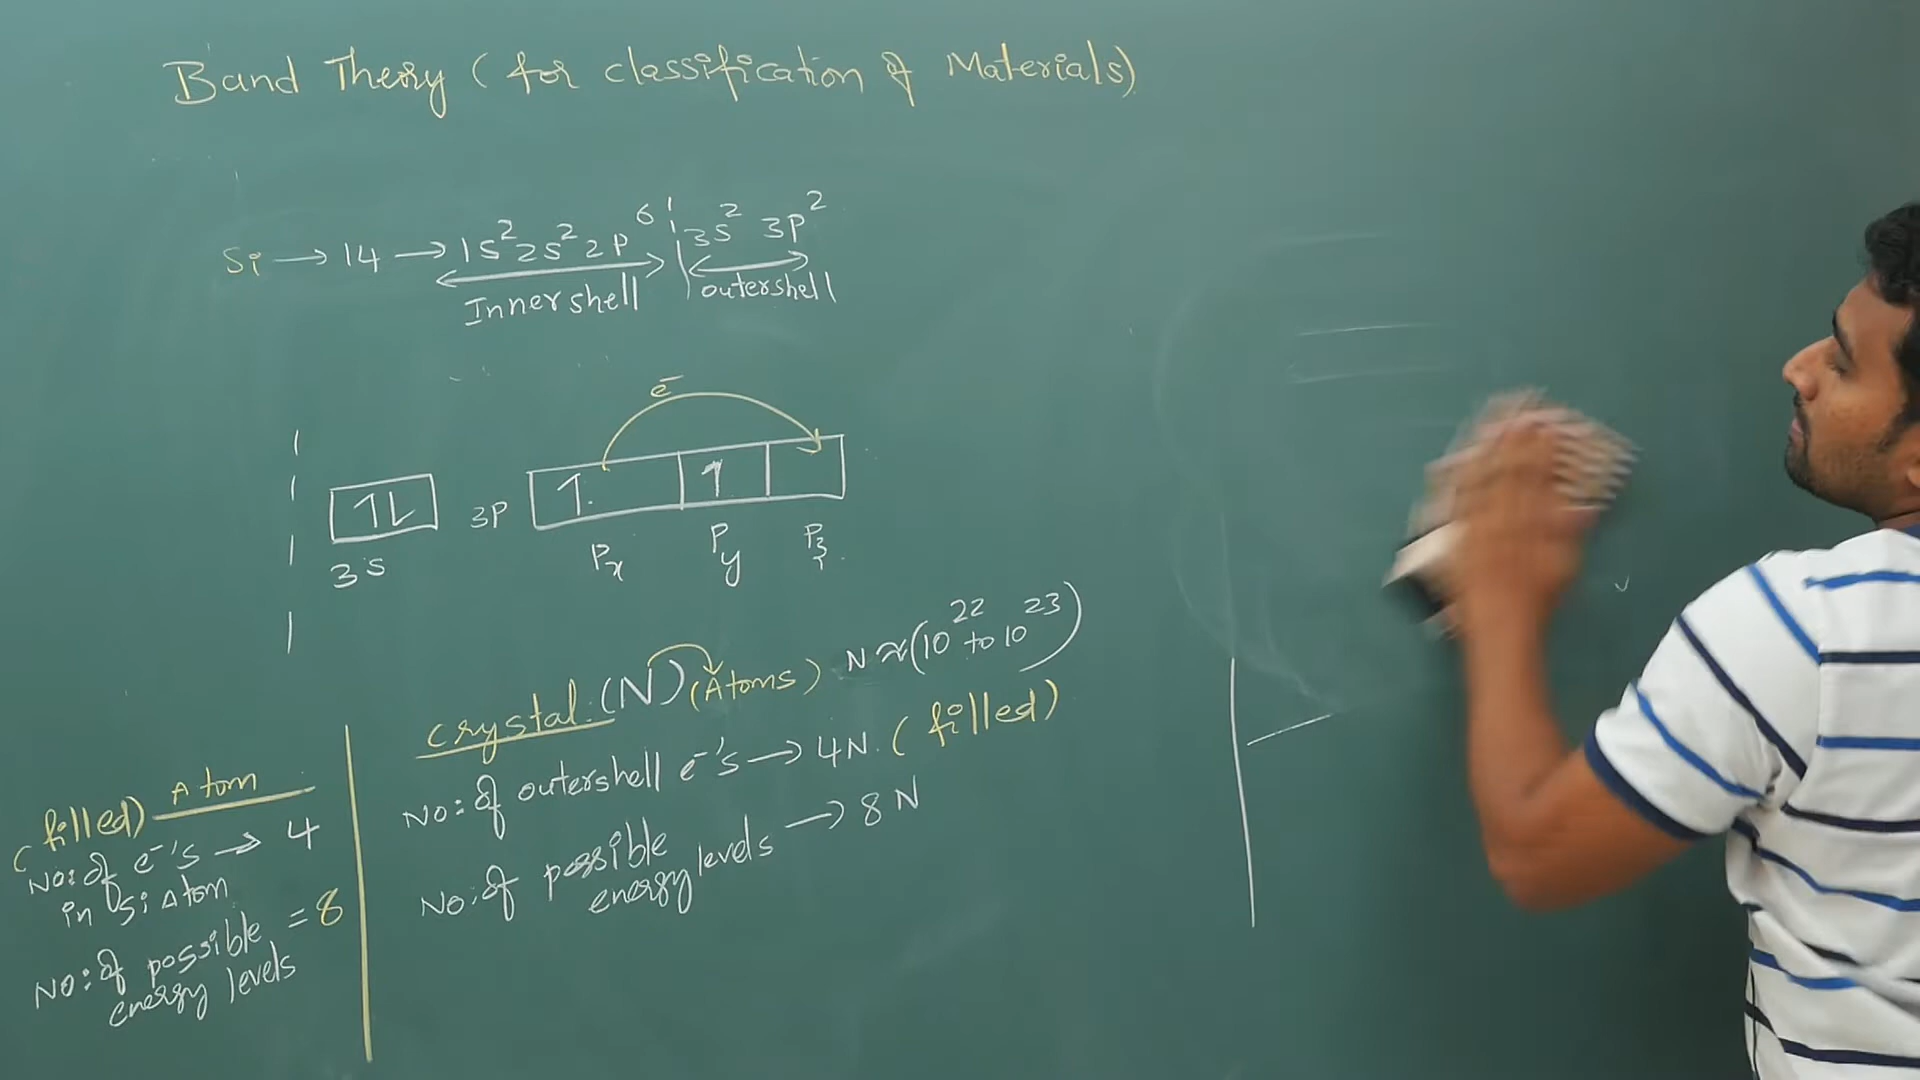 Band Theory ( for classification of Materials)
Si → 14 → 1s² 2s² 2p⁶ 3s² 3p²
Inner shell outershell
e⁻
1L 3P 1. 1
3s Px Py Pz
crystal: (N) (Atoms) N ≈ (10²² to 10²³)
No: of outershell e⁻'s → 4N. ( filled)
No: of possible energy levels → 8N
(filled) Atom
No: of e⁻'s → 4
in Si Atom
No: of possible = 8
energy levels